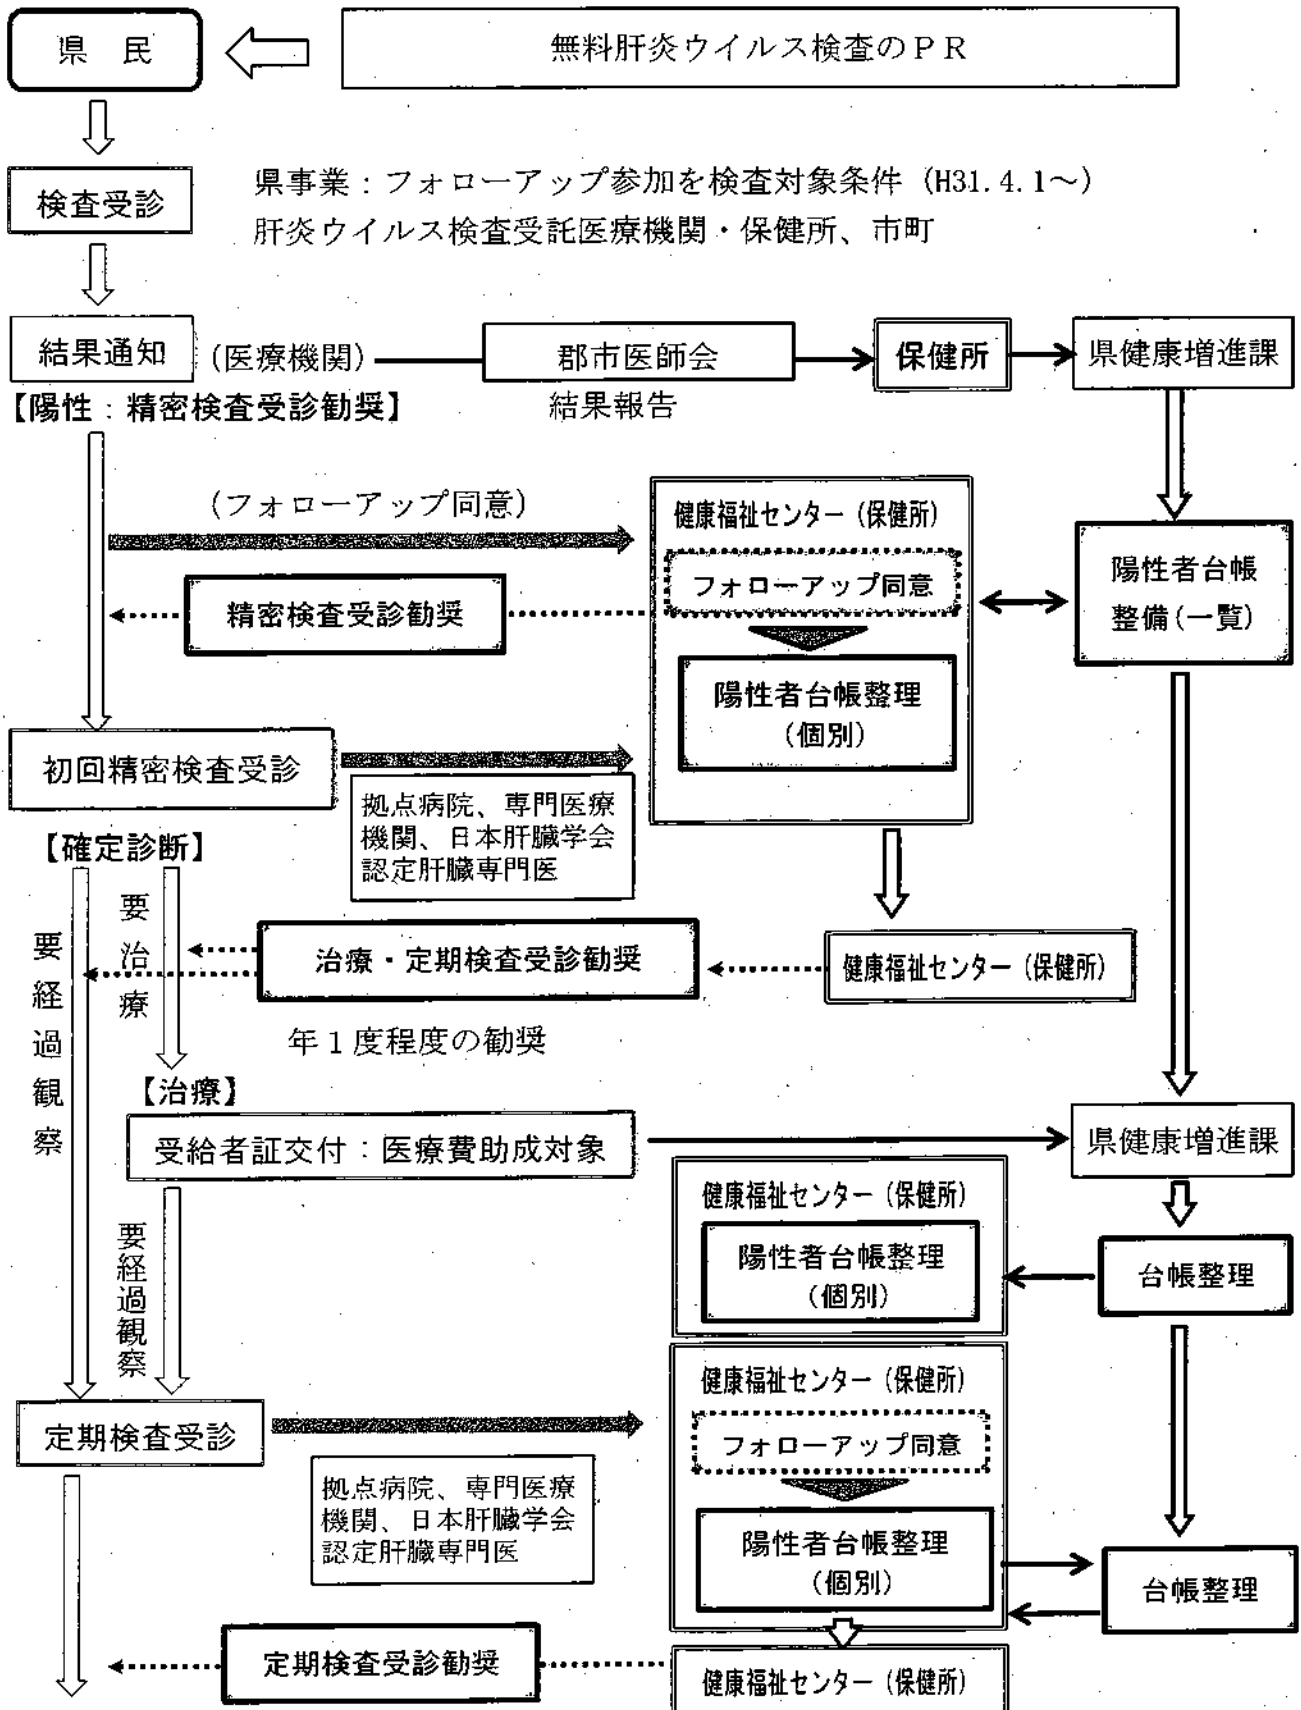 県　民
無料肝炎ウイルス検査のＰＲ
検査受診
県事業：フォローアップ参加を検査対象条件（H31.4.1～）
肝炎ウイルス検査受託医療機関・保健所、市町
結果通知
（医療機関）
郡市医師会
保健所
県健康増進課
【陽性：精密検査受診勧奨】
結果報告
（フォローアップ同意）
健康福祉センター（保健所）
フォローアップ同意
陽性者台帳
整備（一覧）
精密検査受診勧奨
陽性者台帳整理
（個別）
初回精密検査受診
拠点病院、専門医療
機関、日本肝臓学会
認定肝臓専門医
【確定診断】
要治療
要経過観察
治療・定期検査受診勧奨
健康福祉センター（保健所）
年１度程度の勧奨
【治療】
受給者証交付：医療費助成対象
県健康増進課
健康福祉センター（保健所）
陽性者台帳整理
（個別）
台帳整理
要経過観察
健康福祉センター（保健所）
定期検査受診
フォローアップ同意
拠点病院、専門医療
機関、日本肝臓学会
認定肝臓専門医
陽性者台帳整理
（個別）
台帳整理
定期検査受診勧奨
健康福祉センター（保健所）